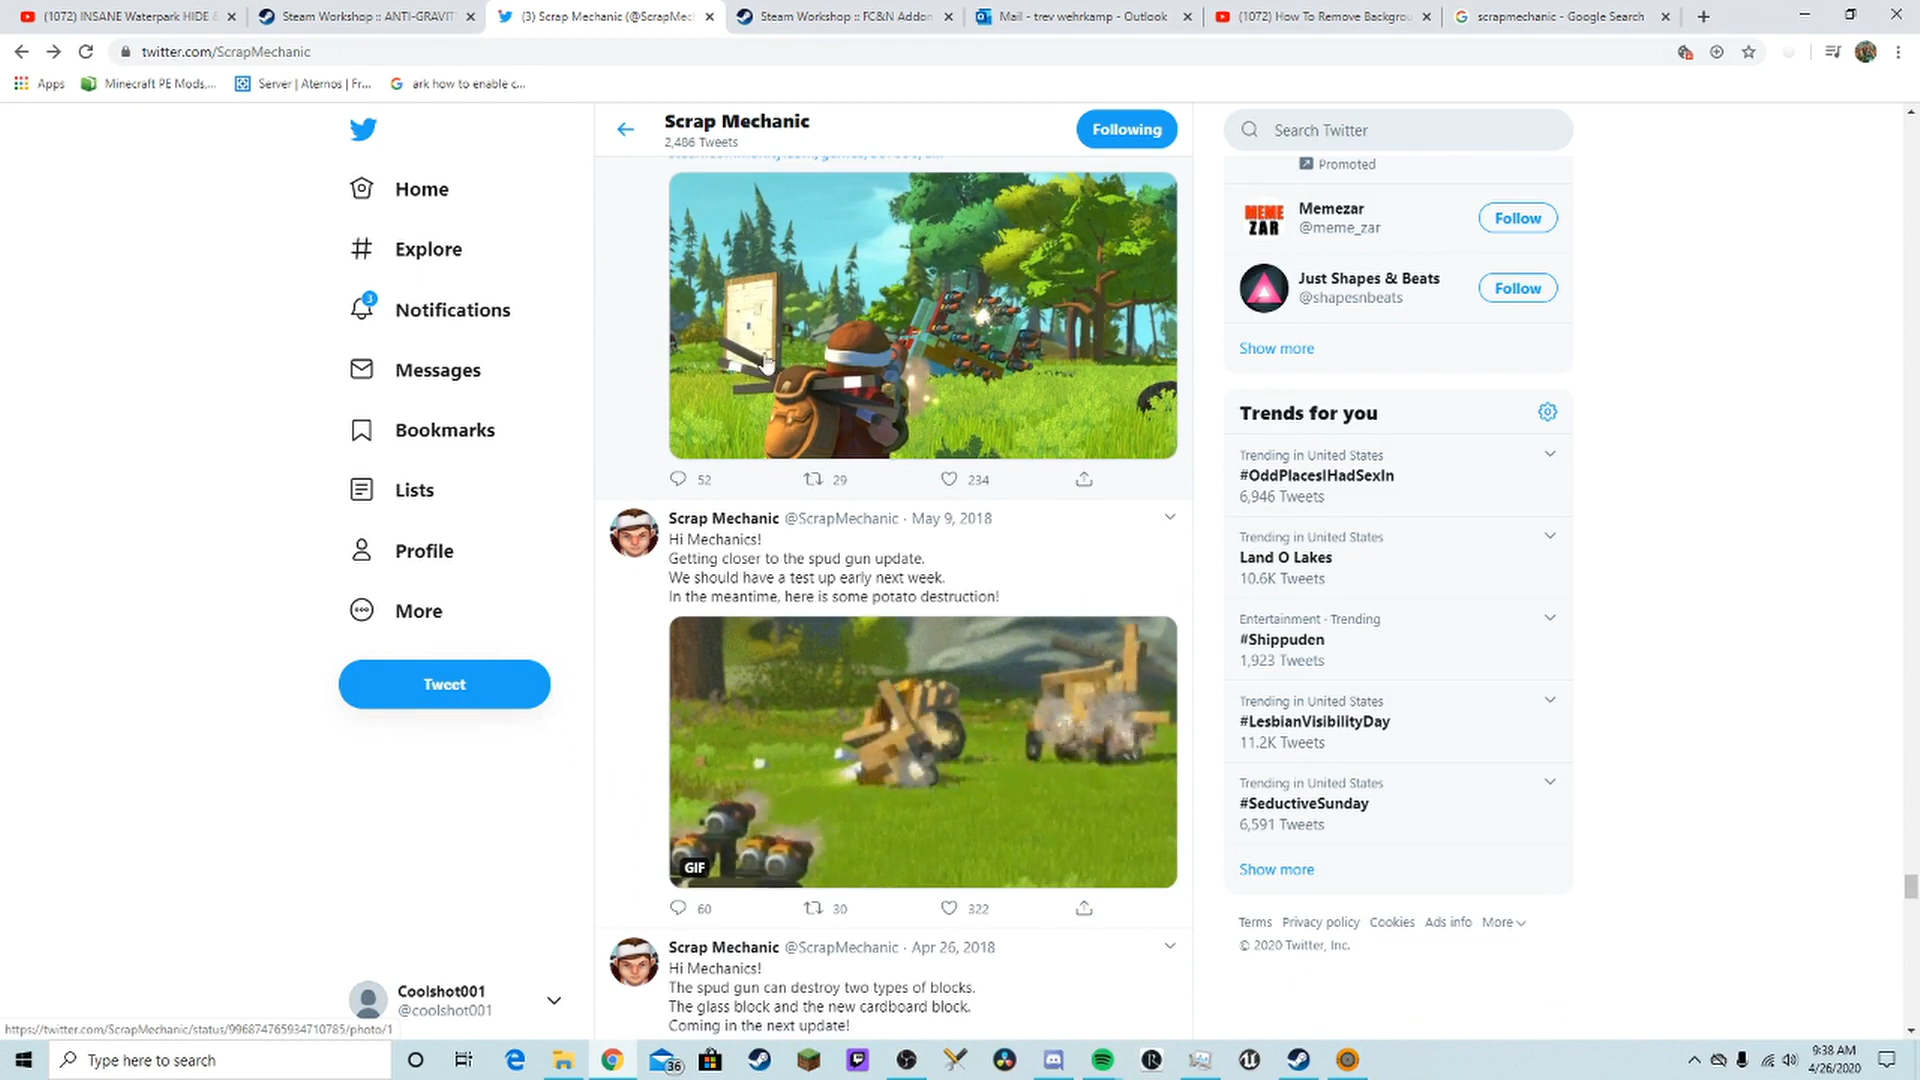 (1072) INSANE Waterpark HIDE &
Steam Workshop :: ANTI-GRAVIT
(3) Scrap Mechanic (@ScrapMec
Steam Workshop :: FC&N Addon
Mail - trev wehrkamp - Outlook
(1072) How To Remove Backgrou
scrapmechanic - Google Search
twitter.com/ScrapMechanic
Apps
Minecraft PE Mods,...
Server | Aternos | Fr...
ark how to enable c...
Home
Explore
3
Notifications
Messages
Bookmarks
Lists
Profile
More
Tweet
Coolshot001
@coolshot001
https://twitter.com/ScrapMechanic/status/996874765934710785/photo/1
Scrap Mechanic
2,486 Tweets
Following
52
29
234
Scrap Mechanic @ScrapMechanic · May 9, 2018
Hi Mechanics!
Getting closer to the spud gun update.
We should have a test up early next week.
In the meantime, here is some potato destruction!
GIF
60
30
322
Scrap Mechanic @ScrapMechanic · Apr 26, 2018
Hi Mechanics!
The spud gun can destroy two types of blocks.
The glass block and the new cardboard block.
Coming in the next update!
Search Twitter
Promoted
MEME
ZAR
Memezar
@meme_zar
Follow
Just Shapes & Beats
@shapesnbeats
Follow
Show more
Trends for you
Trending in United States
#OddPlacesIHadSexIn
6,946 Tweets
Trending in United States
Land O Lakes
10.6K Tweets
Entertainment · Trending
#Shippuden
1,923 Tweets
Trending in United States
#LesbianVisibilityDay
11.2K Tweets
Trending in United States
#SeductiveSunday
6,591 Tweets
Show more
Terms Privacy policy Cookies Ads info More
© 2020 Twitter, Inc.
Type here to search
36
9:38 AM
4/26/2020